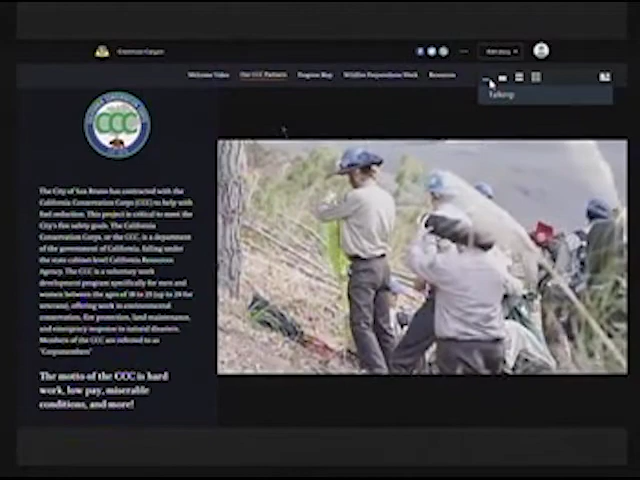 Crestmoor Canyon
Welcome Video Our CCC Partners Progress Map Wildfire Preparedness Week Resources
Talking:
CCC
The City of San Bruno has contracted with the
California Conservation Corps (CCC) to help with
fuel reduction. This project is critical to meet the
City's fire safety goals. The California
Conservation Corps, or the CCC, is a department
of the government of California, falling under
the state cabinet-level California Resources
Agency. The CCC is a voluntary work
development program specifically for men and
women between the ages of 18 to 25 (up to 29 for
veterans), offering work in environmental
conservation, fire protection, land maintenance,
and emergency response to natural disasters.
Members of the CCC are referred to as
"Corpsmembers"
The motto of the CCC is hard
work, low pay, miserable
conditions, and more!